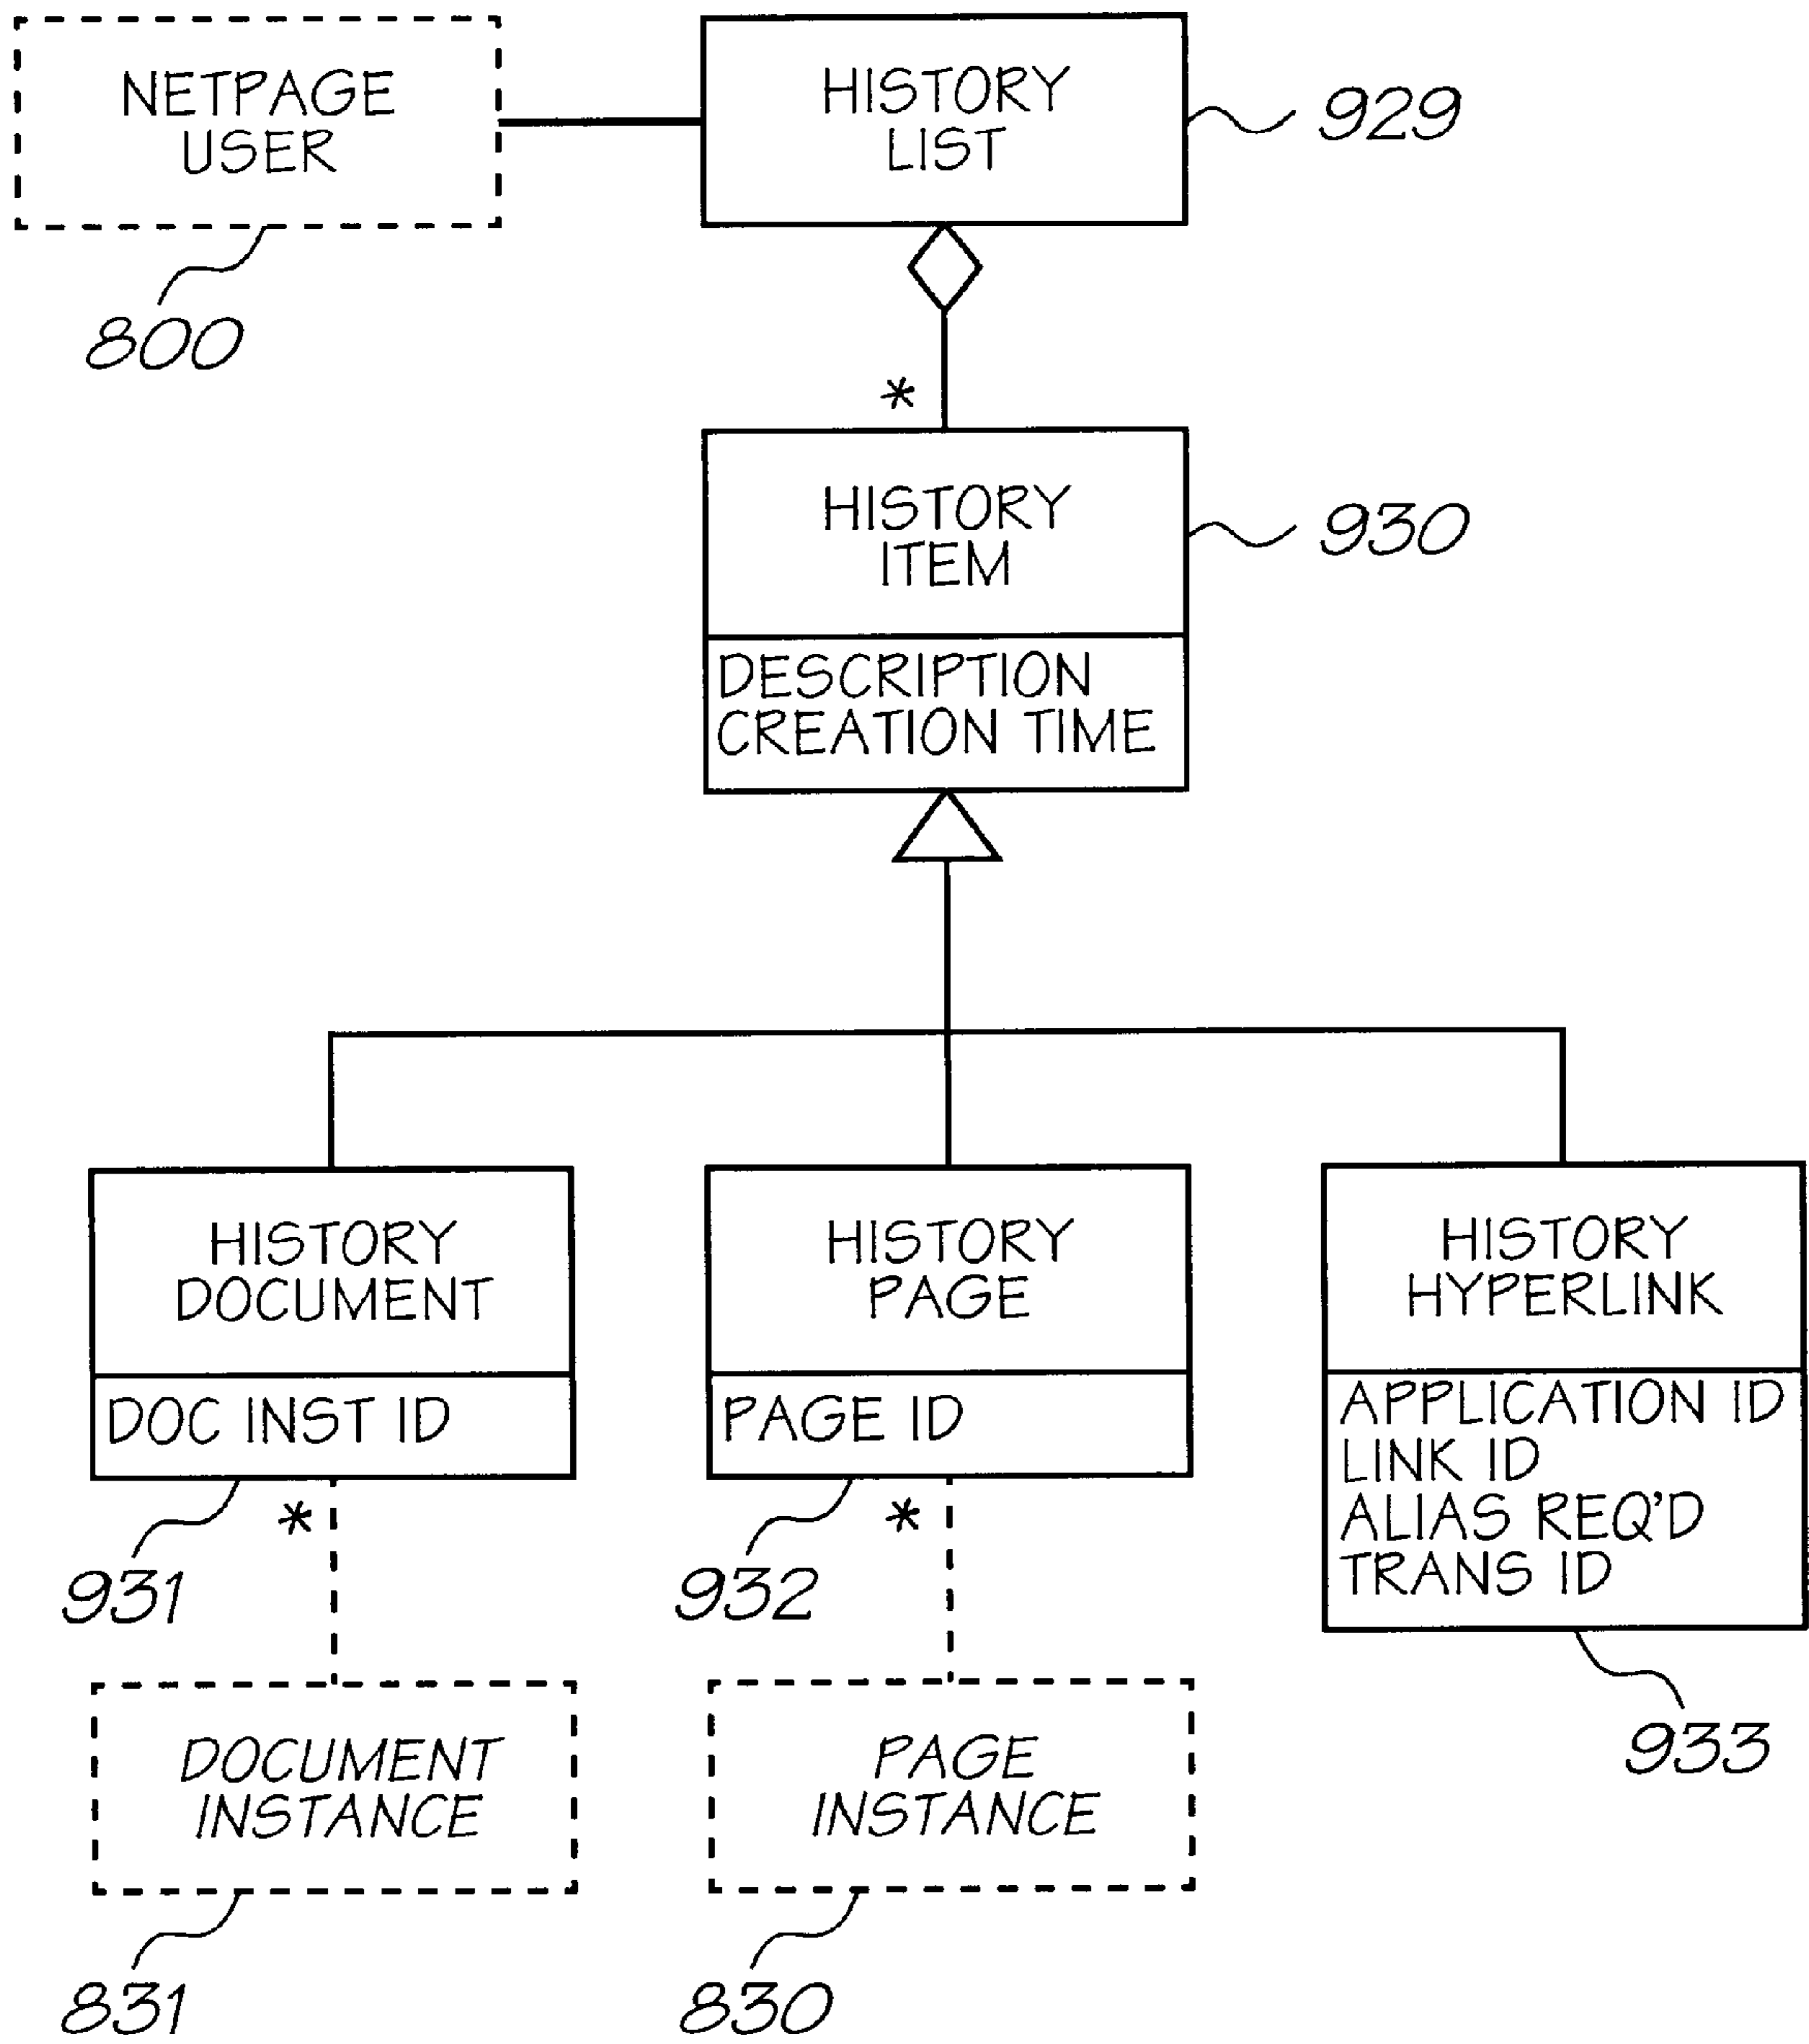 NETPAGE
USER
800
HISTORY
LIST
929
*
HISTORY
ITEM
930
DESCRIPTION
CREATION TIME
HISTORY
DOCUMENT
DOC INST ID
931
*
HISTORY
PAGE
PAGE ID
932
*
HISTORY
HYPERLINK
APPLICATION ID
LINK ID
ALIAS REQ'D
TRANS ID
933
DOCUMENT
INSTANCE
831
PAGE
INSTANCE
830